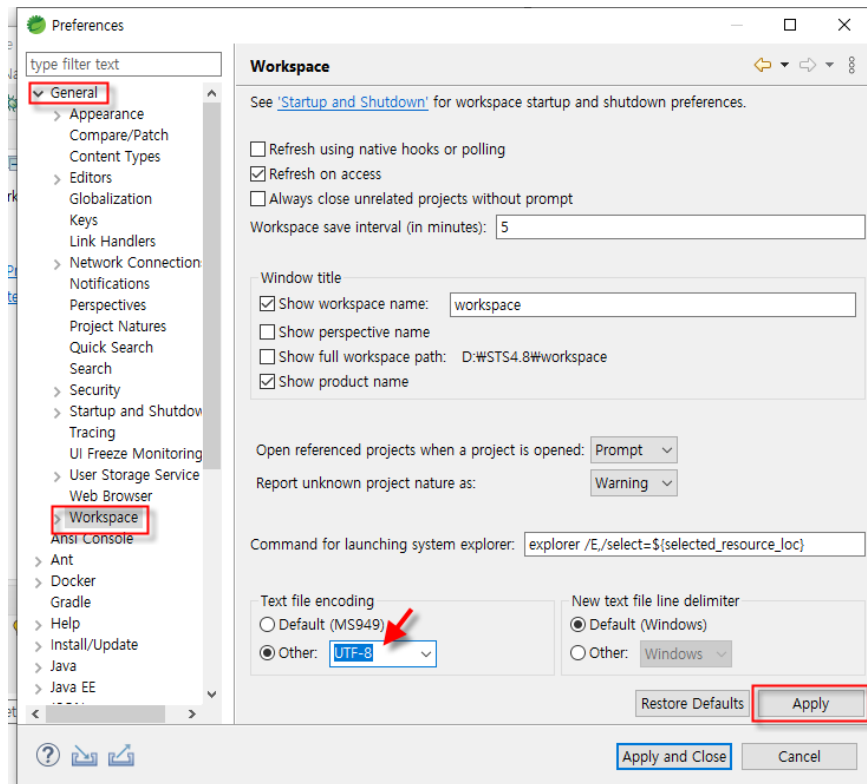 Preferences
type filter text
General
Appearance
Compare/Patch
Content Types
Editors
Globalization
Keys
Link Handlers
Network Connection
Notifications
Perspectives
Project Natures
Quick Search
Search
Security
Startup and Shutdow
Tracing
UI Freeze Monitoring
User Storage Service
Web Browser
Workspace
Ansi Console
Ant
Docker
Gradle
Help
Install/Update
Java
Java EE
Workspace
See 'Startup and Shutdown' for workspace startup and shutdown preferences.
Refresh using native hooks or polling
Refresh on access
Always close unrelated projects without prompt
Workspace save interval (in minutes): 5
Window title
Show workspace name: workspace
Show perspective name
Show full workspace path: D:₩STS4.8₩workspace
Show product name
Open referenced projects when a project is opened: Prompt
Report unknown project nature as: Warning
Command for launching system explorer: explorer /E,/select=${selected_resource_loc}
Text file encoding
Default (MS949)
Other: UTF-8
New text file line delimiter
Default (Windows)
Other: Windows
Restore Defaults Apply
? Apply and Close Cancel